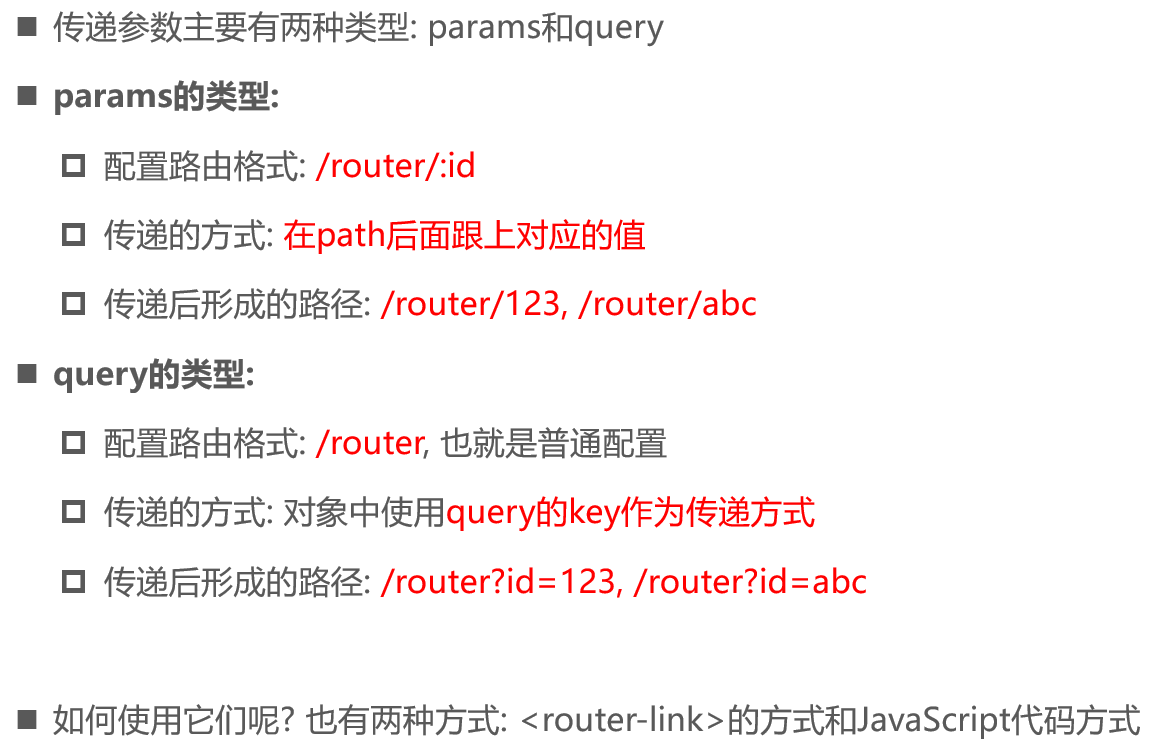 传递参数主要有两种类型: params和query
params的类型:
配置路由格式: /router/:id
传递的方式: 在path后面跟上对应的值
传递后形成的路径: /router/123, /router/abc
query的类型:
配置路由格式: /router, 也就是普通配置
传递的方式: 对象中使用query的key作为传递方式
传递后形成的路径: /router?id=123, /router?id=abc
如何使用它们呢? 也有两种方式: <router-link>的方式和JavaScript代码方式